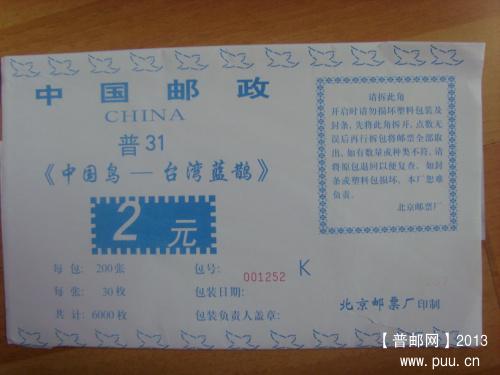 中国邮政
CHINA
普31
《中国鸟—台湾蓝鹊》
2元
每包：200张
每张：30枚
共计：6000枚
包号：001252 K
包装日期：
包装负责人盖章：
请拆此角
开启时请勿损坏塑料包装及
封条，先将此角拆开，点数无
误后再行拆包将邮票全部取
出，如有数量或种类不符，请
将原包退回以便复查。如封
条或塑料包损坏，本厂恕难
负责。
北京邮票厂
北京邮票厂印制
【普邮网】2013
www.puu.cn